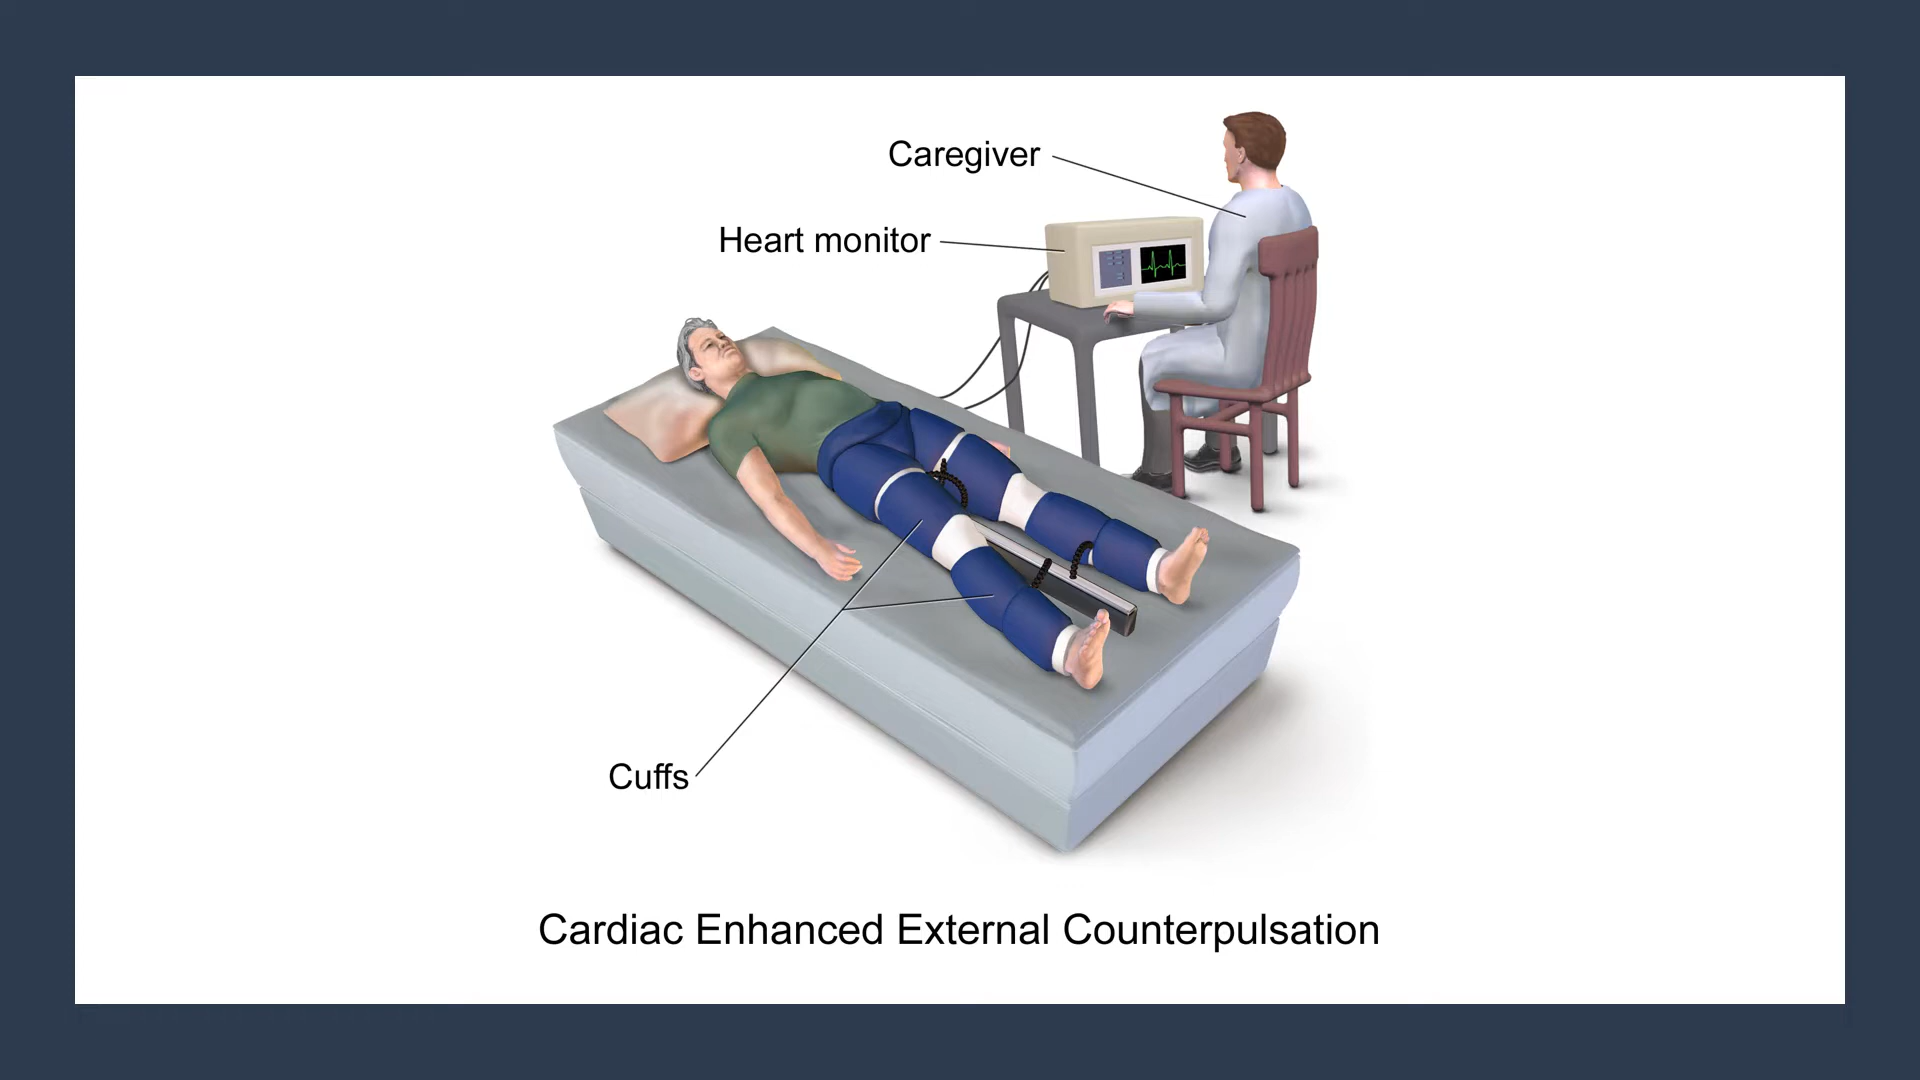 Caregiver
Heart monitor
Cuffs
Cardiac Enhanced External Counterpulsation